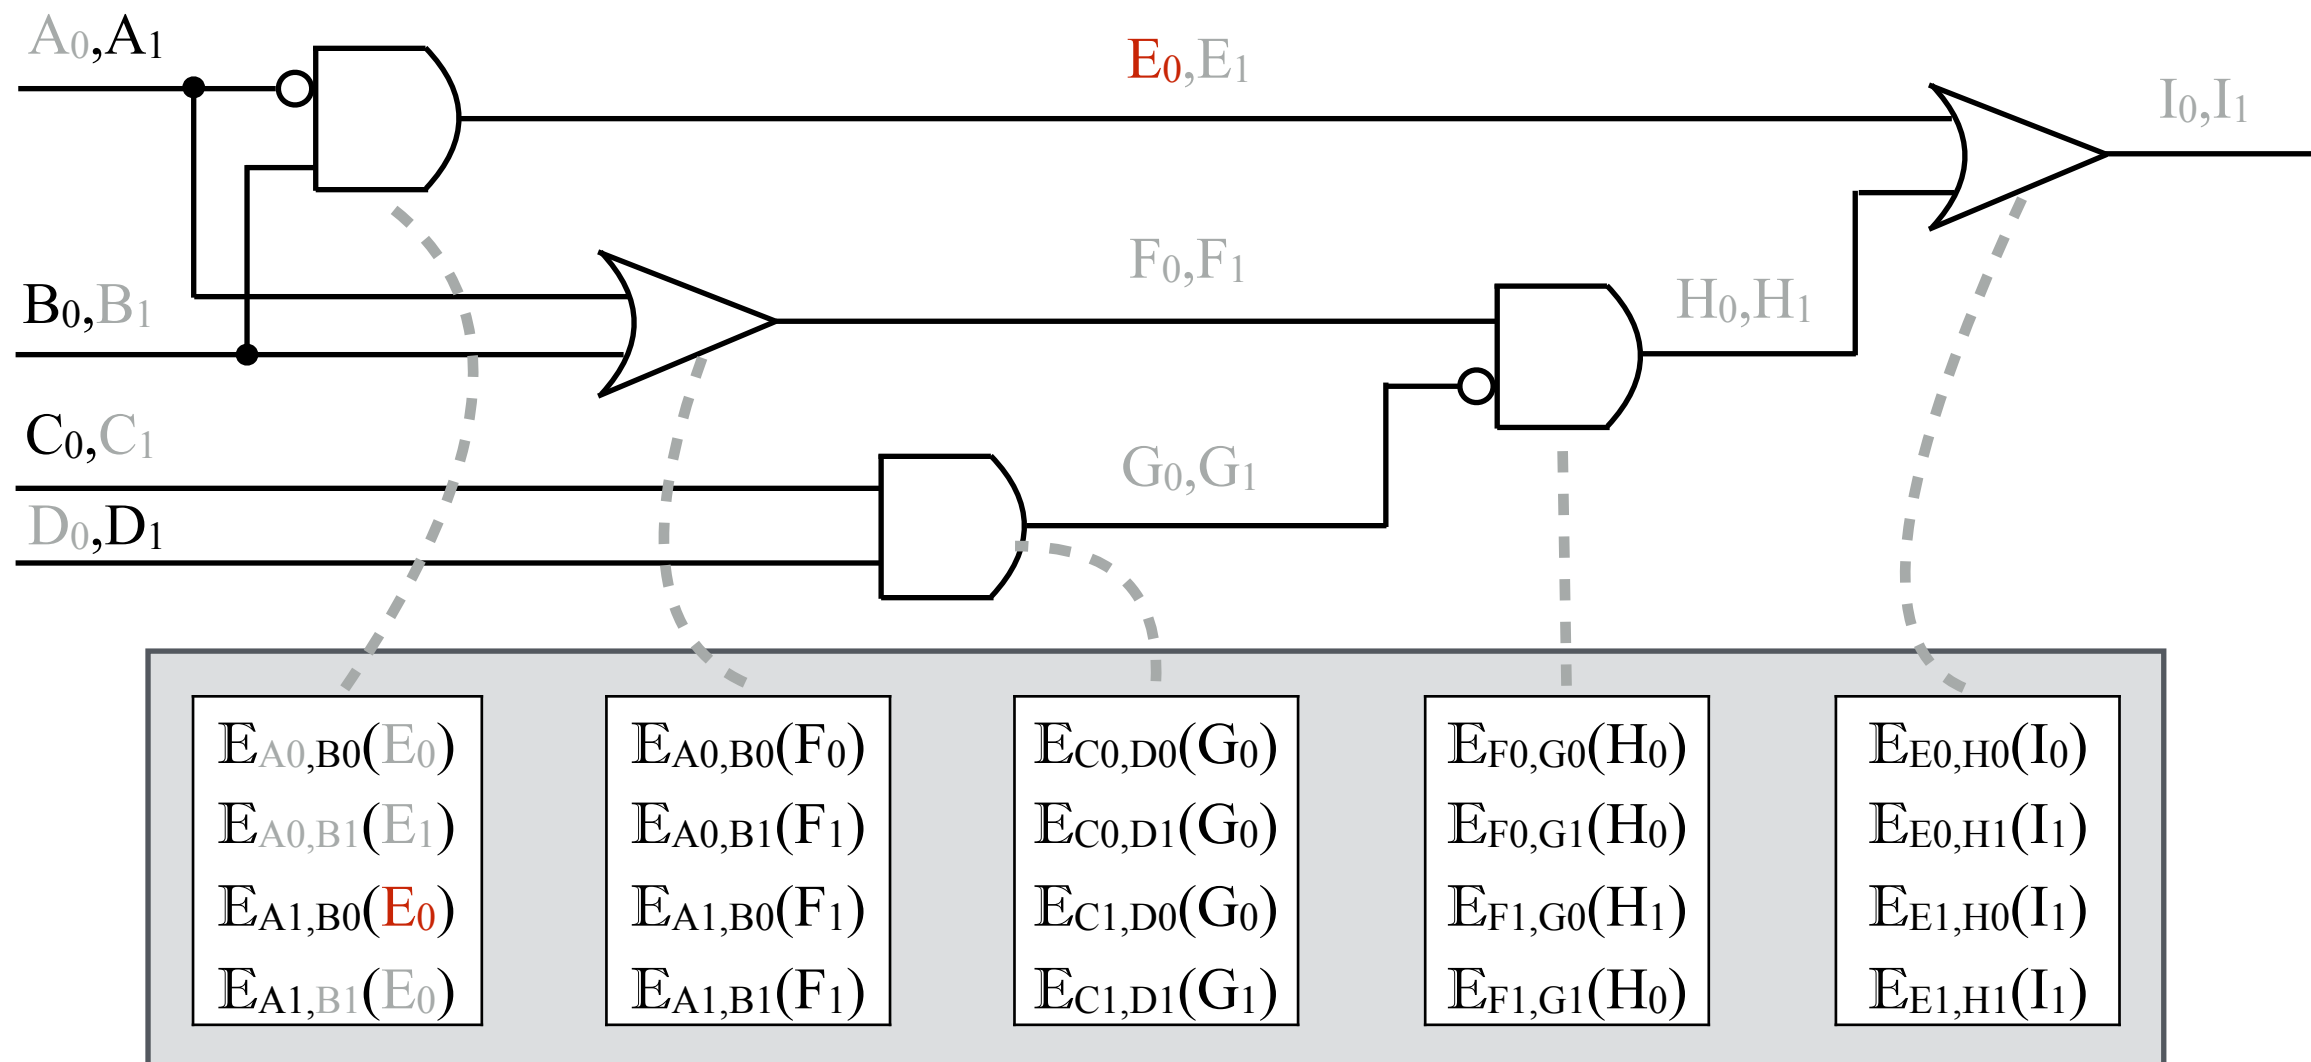 A0,A1
E0,E1
I0,I1
B0,B1
F0,F1
H0,H1
C0,C1
G0,G1
D0,D1
𝔼A0,B0(E0)
𝔼A0,B1(E1)
𝔼A1,B0(E0)
𝔼A1,B1(E0)
𝔼A0,B0(F0)
𝔼A0,B1(F1)
𝔼A1,B0(F1)
𝔼A1,B1(F1)
𝔼C0,D0(G0)
𝔼C0,D1(G0)
𝔼C1,D0(G0)
𝔼C1,D1(G1)
𝔼F0,G0(H0)
𝔼F0,G1(H0)
𝔼F1,G0(H1)
𝔼F1,G1(H0)
𝔼E0,H0(I0)
𝔼E0,H1(I1)
𝔼E1,H0(I1)
𝔼E1,H1(I1)